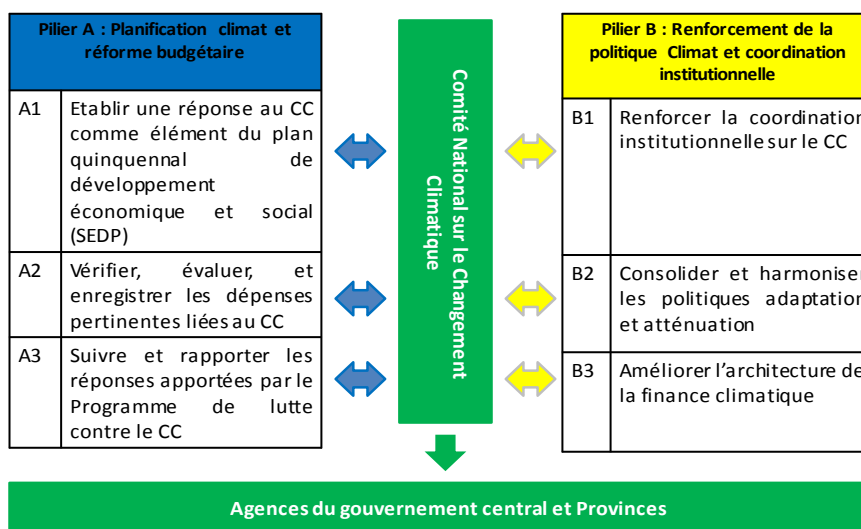 Pilier A : Planification climat et
réforme budgétaire
A1
Etablir une réponse au CC
comme élément du plan
quinquennal de
développement
économique et social
(SEDP)
A2
Vérifier, évaluer, et
enregistrer les dépenses
pertinentes liées au CC
A3
Suivre et rapporter les
réponses apportées par le
Programme de lutte
contre le CC
Comité National sur le Changement
Climatique
Pilier B : Renforcement de la
politique Climat et coordination
institutionnelle
B1
Renforcer la coordination
institutionnelle sur le CC
B2
Consolider et harmoniser
les politiques adaptation
et atténuation
B3
Améliorer l'architecture de
la finance climatique
Agences du gouvernement central et Provinces